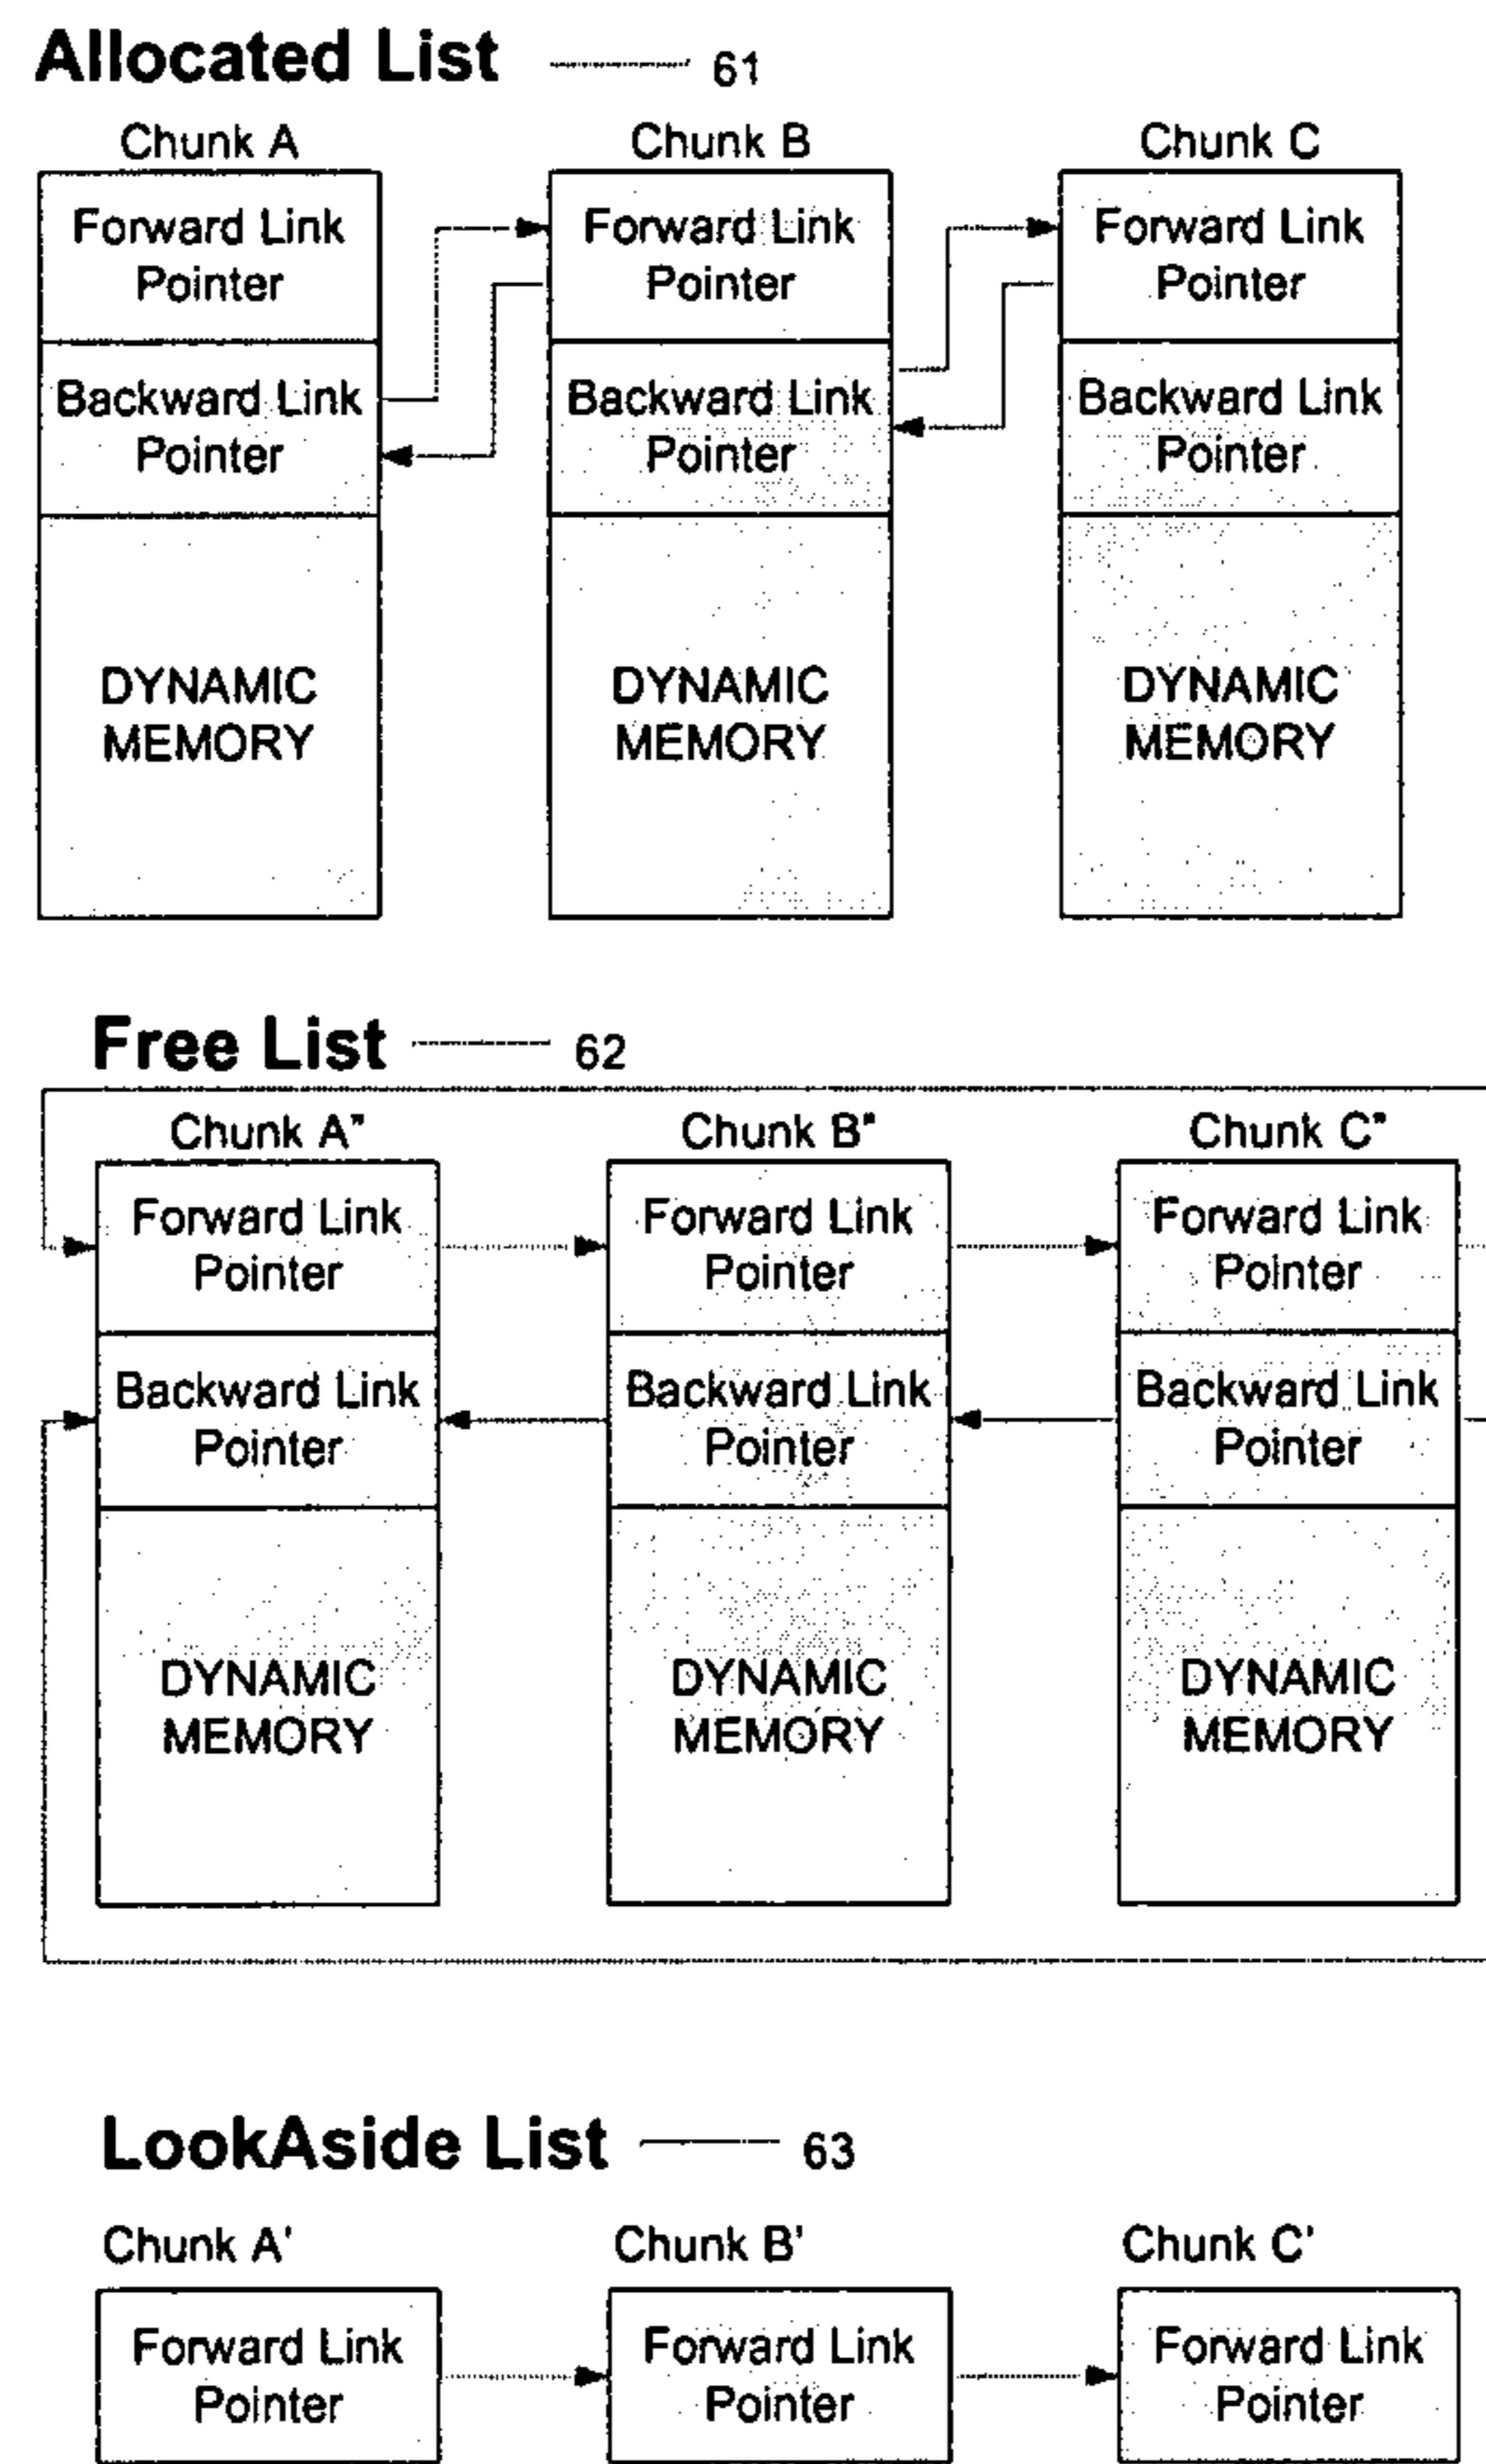 Allocated List 61
Chunk A Chunk B Chunk C
Forward Link Forward Link Forward Link
Pointer Pointer Pointer
Backward Link Backward Link Backward Link
Pointer Pointer Pointer
DYNAMIC DYNAMIC DYNAMIC
MEMORY MEMORY MEMORY
Free List 62
Chunk A" Chunk B" Chunk C"
Forward Link Forward Link Forward Link
Pointer Pointer Pointer
Backward Link Backward Link Backward Link
Pointer Pointer Pointer
DYNAMIC DYNAMIC DYNAMIC
MEMORY MEMORY MEMORY
LookAside List 63
Chunk A' Chunk B' Chunk C'
Forward Link Forward Link Forward Link
Pointer Pointer Pointer